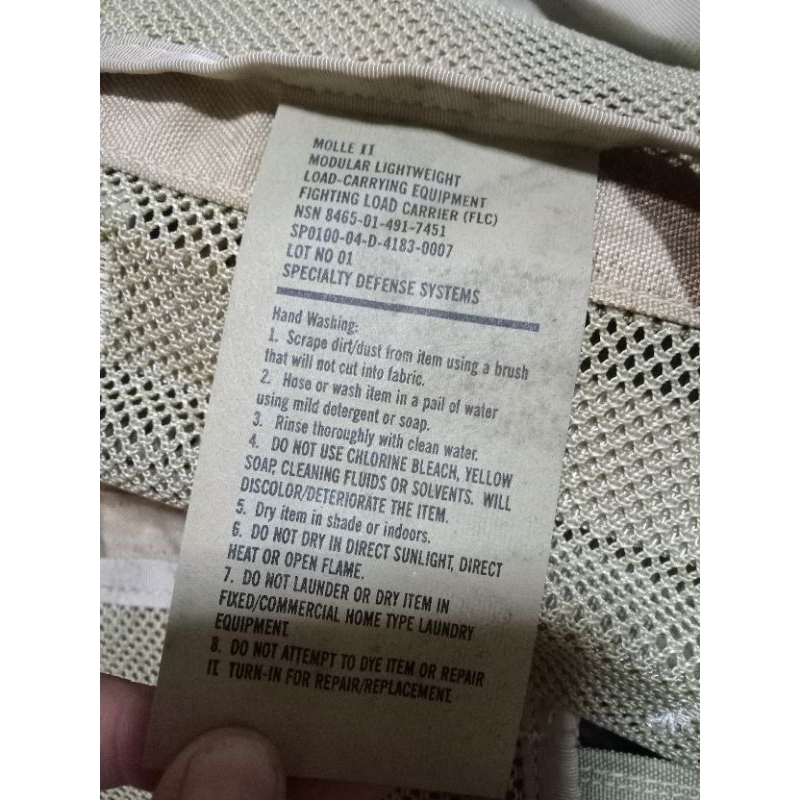 MOLLE II
MODULAR LIGHTWEIGHT
LOAD-CARRYING EQUIPMENT
FIGHTING LOAD CARRIER (FLC)
NSN 8465-01-491-7451
SP0100-04-D-4183-0007
LOT NO 01
SPECIALTY DEFENSE SYSTEMS
Hand Washing:
1. Scrape dirt/dust from item using a brush
that will not cut into fabric.
2. Hose or wash item in a pail of water
using mild detergent or soap.
3. Rinse thoroughly with clean water.
4. DO NOT USE CHLORINE BLEACH, YELLOW
SOAP, CLEANING FLUIDS OR SOLVENTS. WILL
DISCOLOR/DETERIORATE THE ITEM.
5. Dry item in shade or indoors.
6. DO NOT DRY IN DIRECT SUNLIGHT, DIRECT
HEAT OR OPEN FLAME.
7. DO NOT LAUNDER OR DRY ITEM IN
FIXED/COMMERCIAL HOME TYPE LAUNDRY
EQUIPMENT.
8. DO NOT ATTEMPT TO DYE ITEM OR REPAIR
IT. TURN-IN FOR REPAIR/REPLACEMENT.